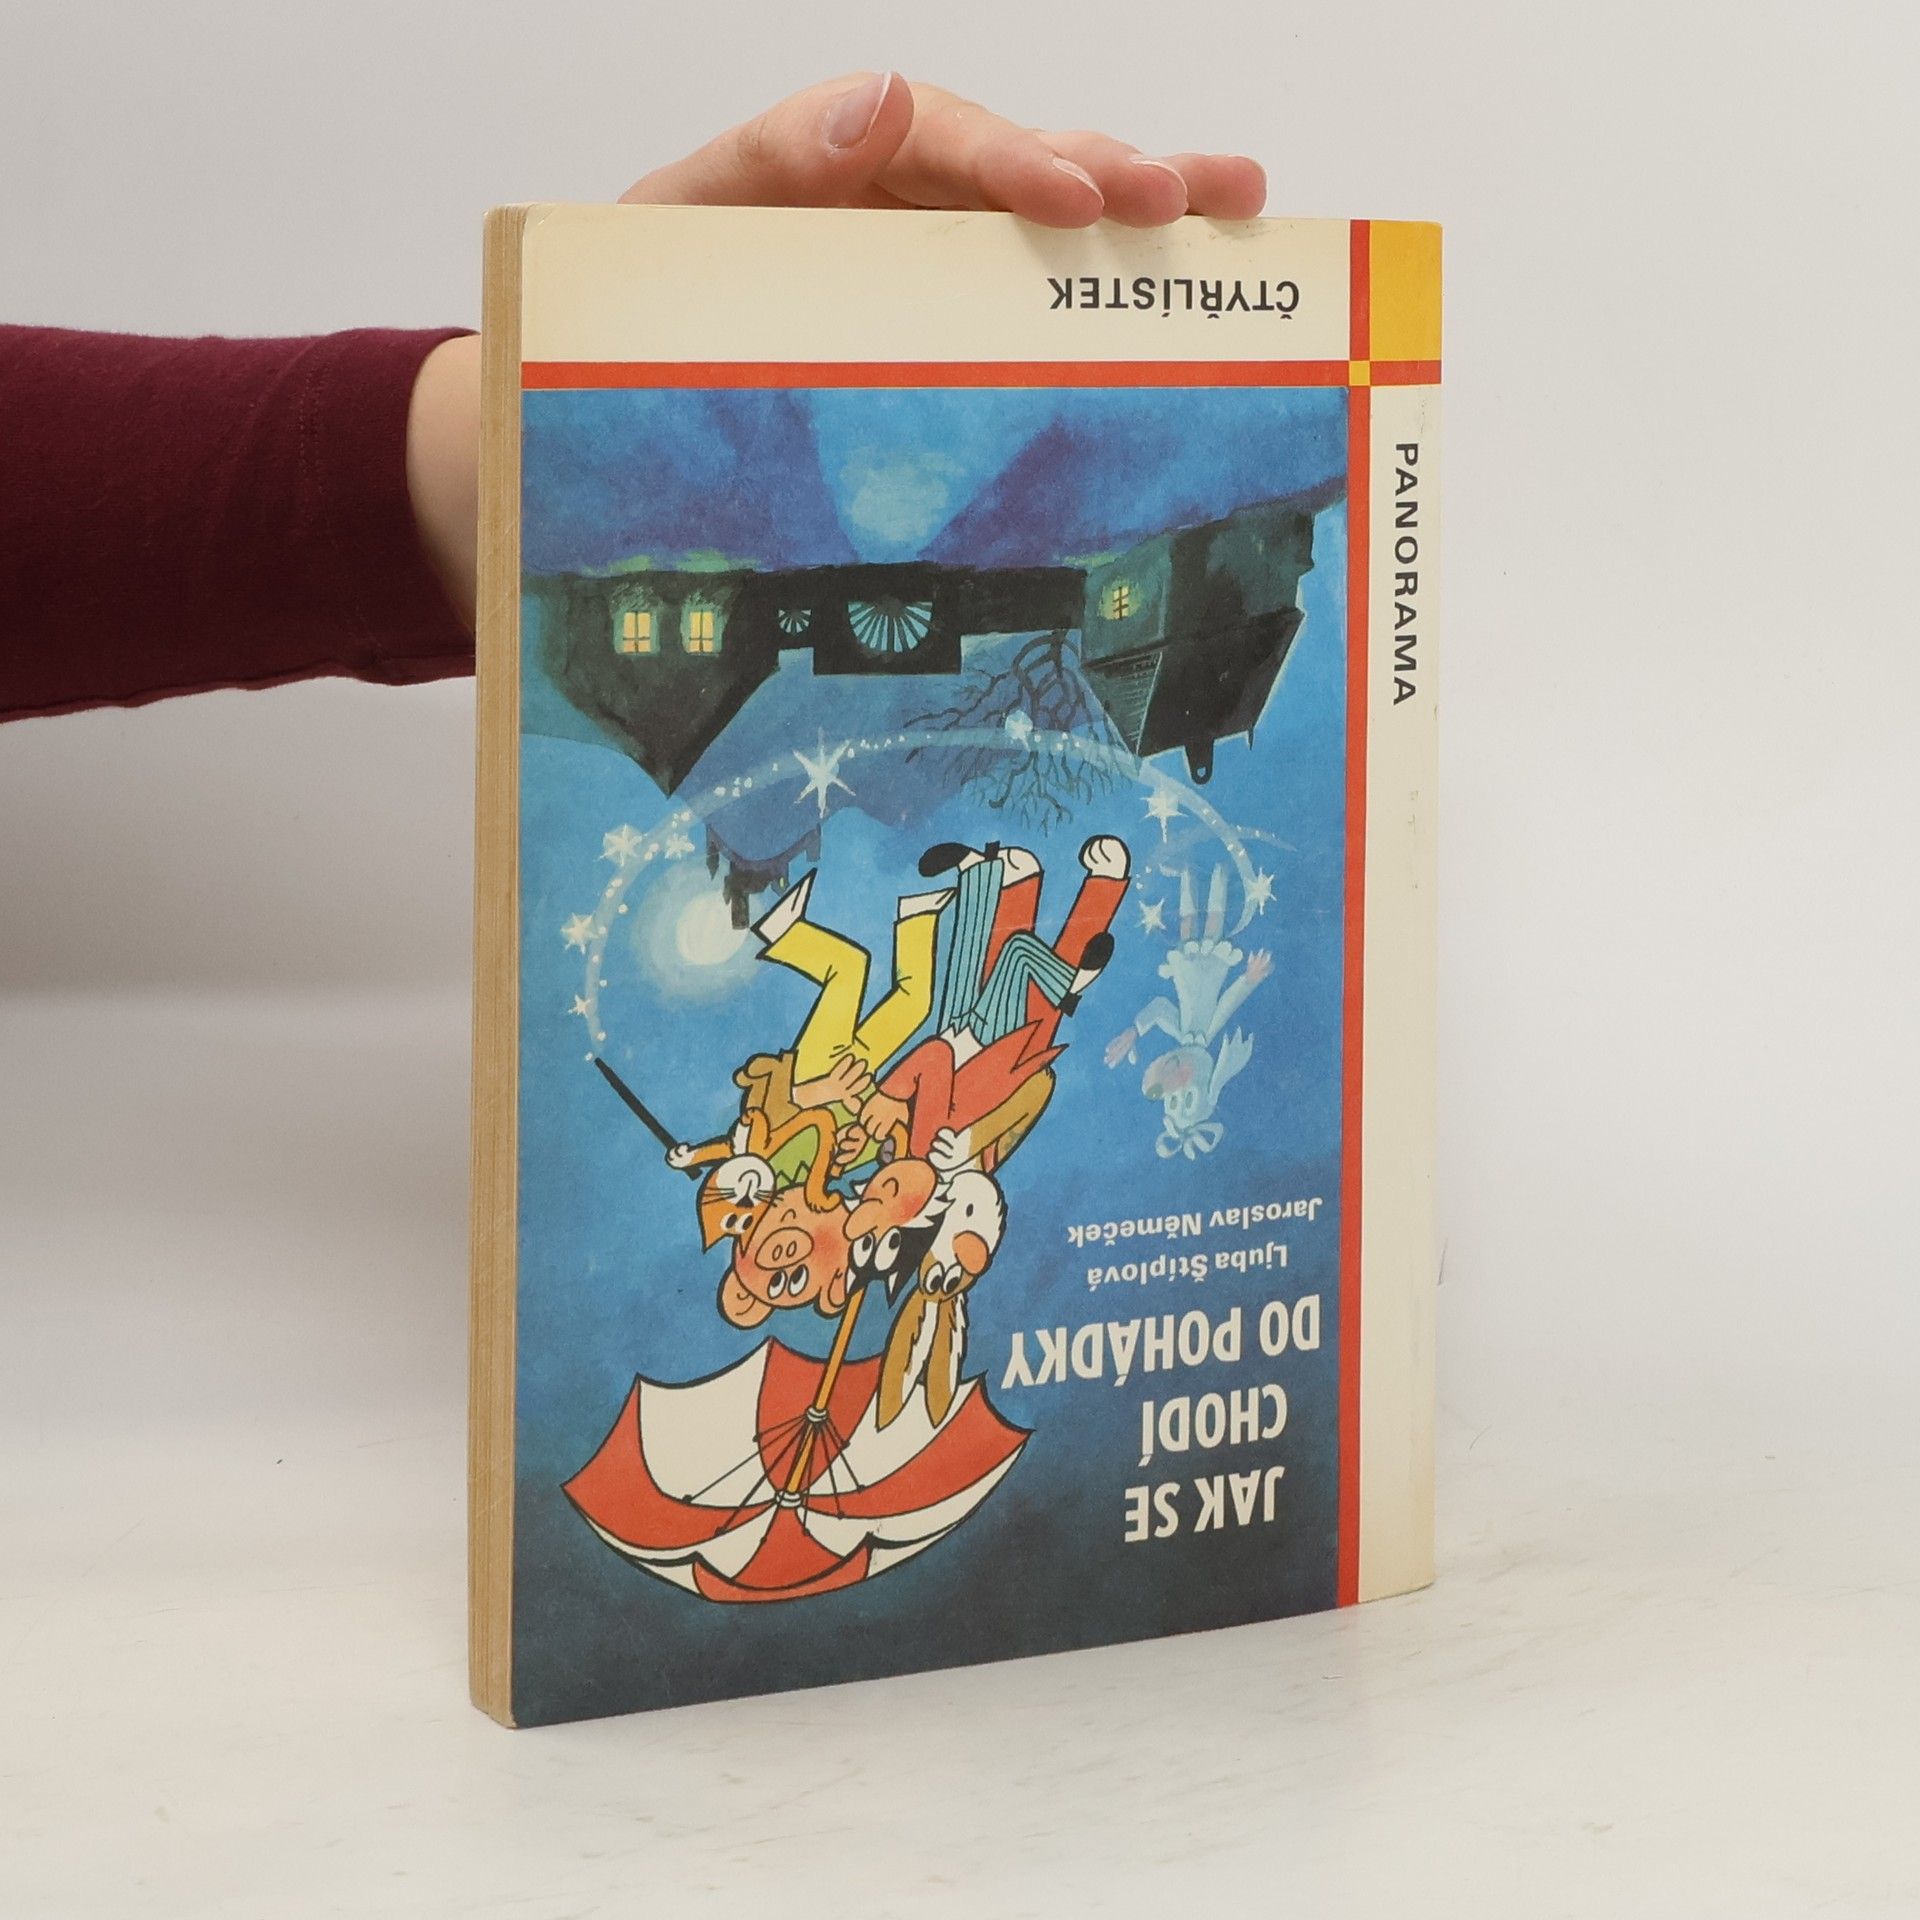 JAK SE
CHODÍ
DO POHÁDKY
Ljuba Štíplová
Jaroslav Němeček
PANORAMA
ČTYŘLÍSTEK